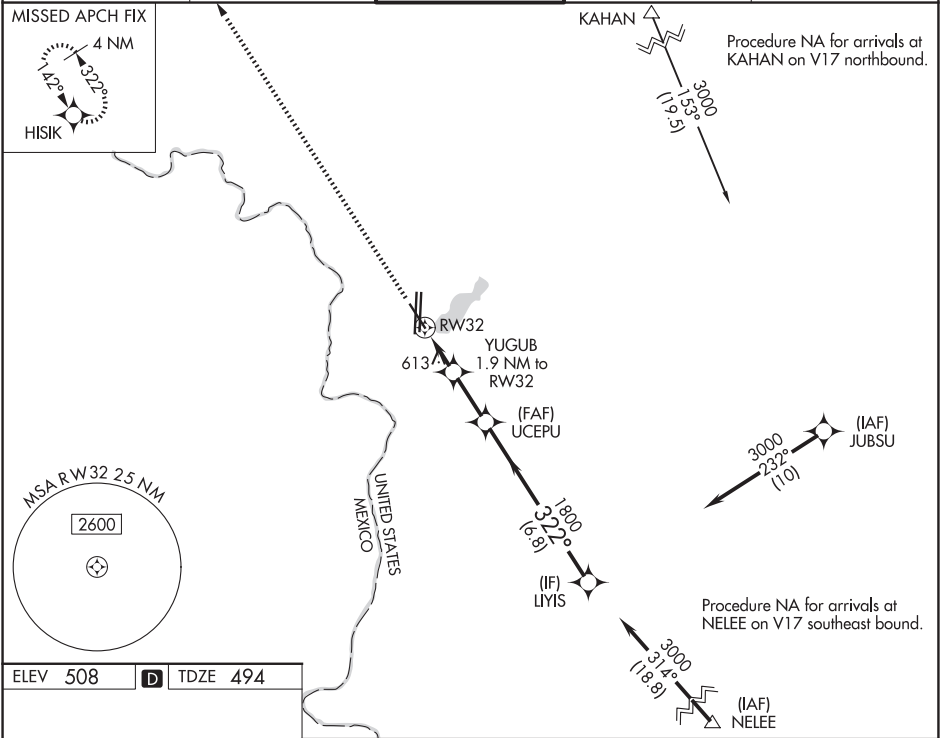 MISSED APCH FIX
4 NM
322°
142°
HISIK
KAHAN
Procedure NA for arrivals at
KAHAN on V17 northbound.
3000
153°
(19.5)
RW32
613
YUGUB
1.9 NM to
RW32
(FAF)
UCEPU
(IAF)
JUBSU
3000
232°
(10)
MSA RW32 25 NM
2600
UNITED STATES
MEXICO
1800
322°
(6.8)
(IF)
LIYIS
Procedure NA for arrivals at
NELEE on V17 southeast bound.
3000
314°
(18.8)
(IAF)
NELEE
ELEV 508
D
TDZE 494